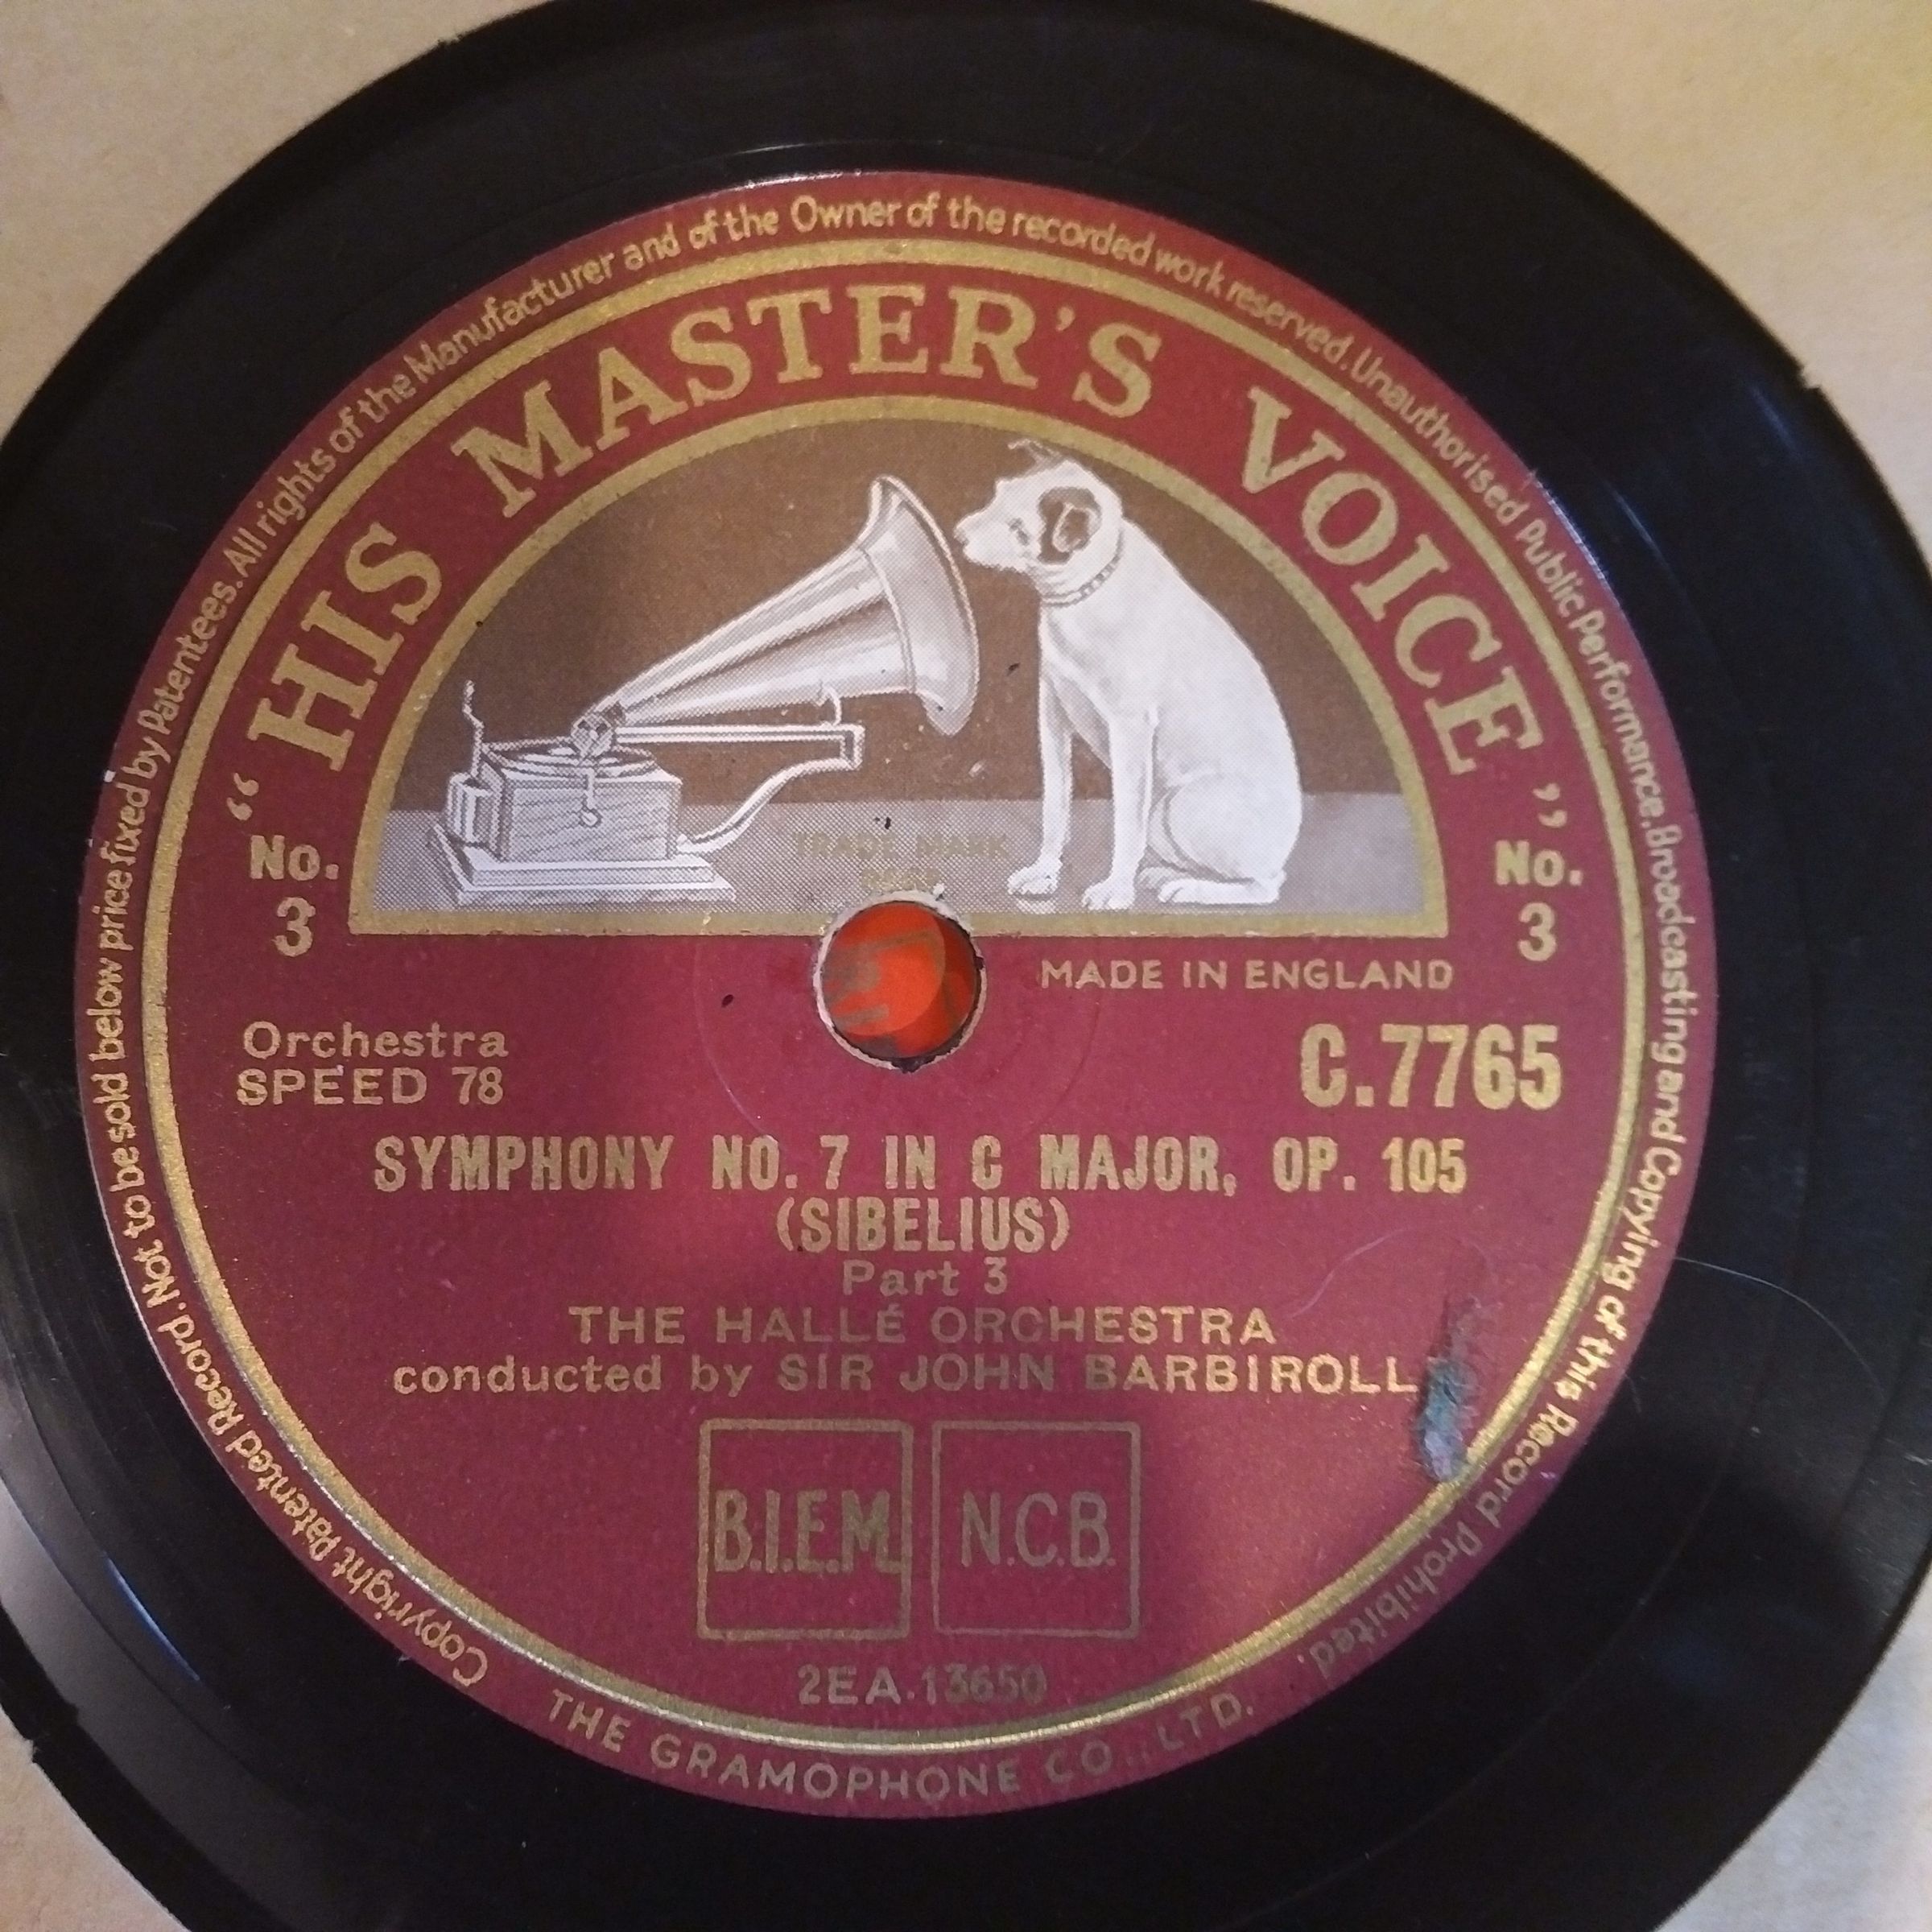 Copyright Patented Record. Not to be sold below price fixed by Patentees. All rights of the Manufacturer and of the Owner of the recorded work reserved. Unauthorised Public Performance, Broadcasting and Copying of this Record Prohibited.
“HIS MASTER'S VOICE”
TRADE MARK
No. 3
No. 3
MADE IN ENGLAND
Orchestra
SPEED 78
C.7765
SYMPHONY NO. 7 IN C MAJOR, OP. 105
(SIBELIUS)
Part 3
THE HALLÉ ORCHESTRA
conducted by SIR JOHN BARBIROLL
B.I.E.M.
N.C.B.
2EA.13650
THE GRAMOPHONE CO., LTD.